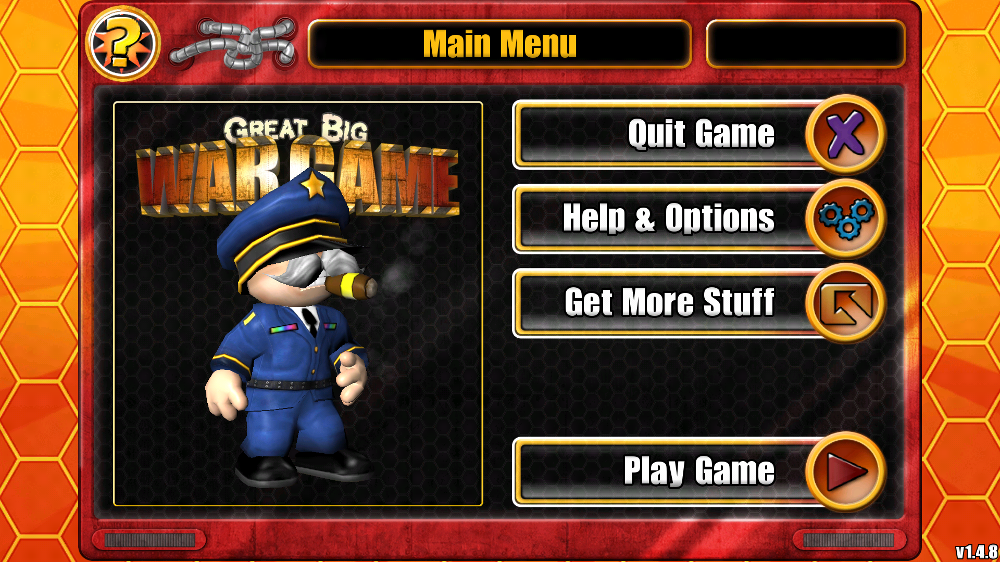 Main Menu
GREAT BIG
WAR GAME
Quit Game
Help & Options
Get More Stuff
Play Game
v1.4.8